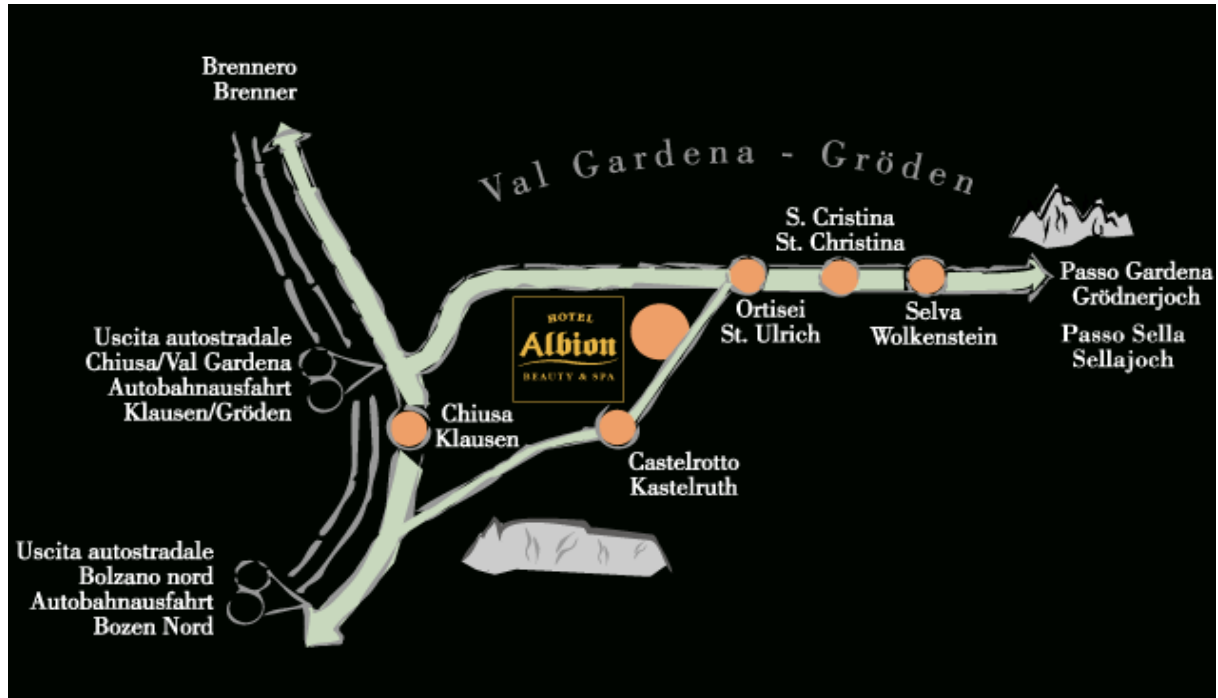 Brennero
Brenner
Val Gardena - Gröden
S. Cristina
St. Christina
Passo Gardena
Grödnerjoch
Passo Sella
Sellajoch
Ortisei
St. Ulrich
Selva
Wolkenstein
HOTEL
Albion
BEAUTY & SPA
Uscita autostradale
Chiusa/Val Gardena
Autobahnausfahrt
Klausen/Gröden
Chiusa
Klausen
Castelrotto
Kastelruth
Uscita autostradale
Bolzano nord
Autobahnausfahrt
Bozen Nord